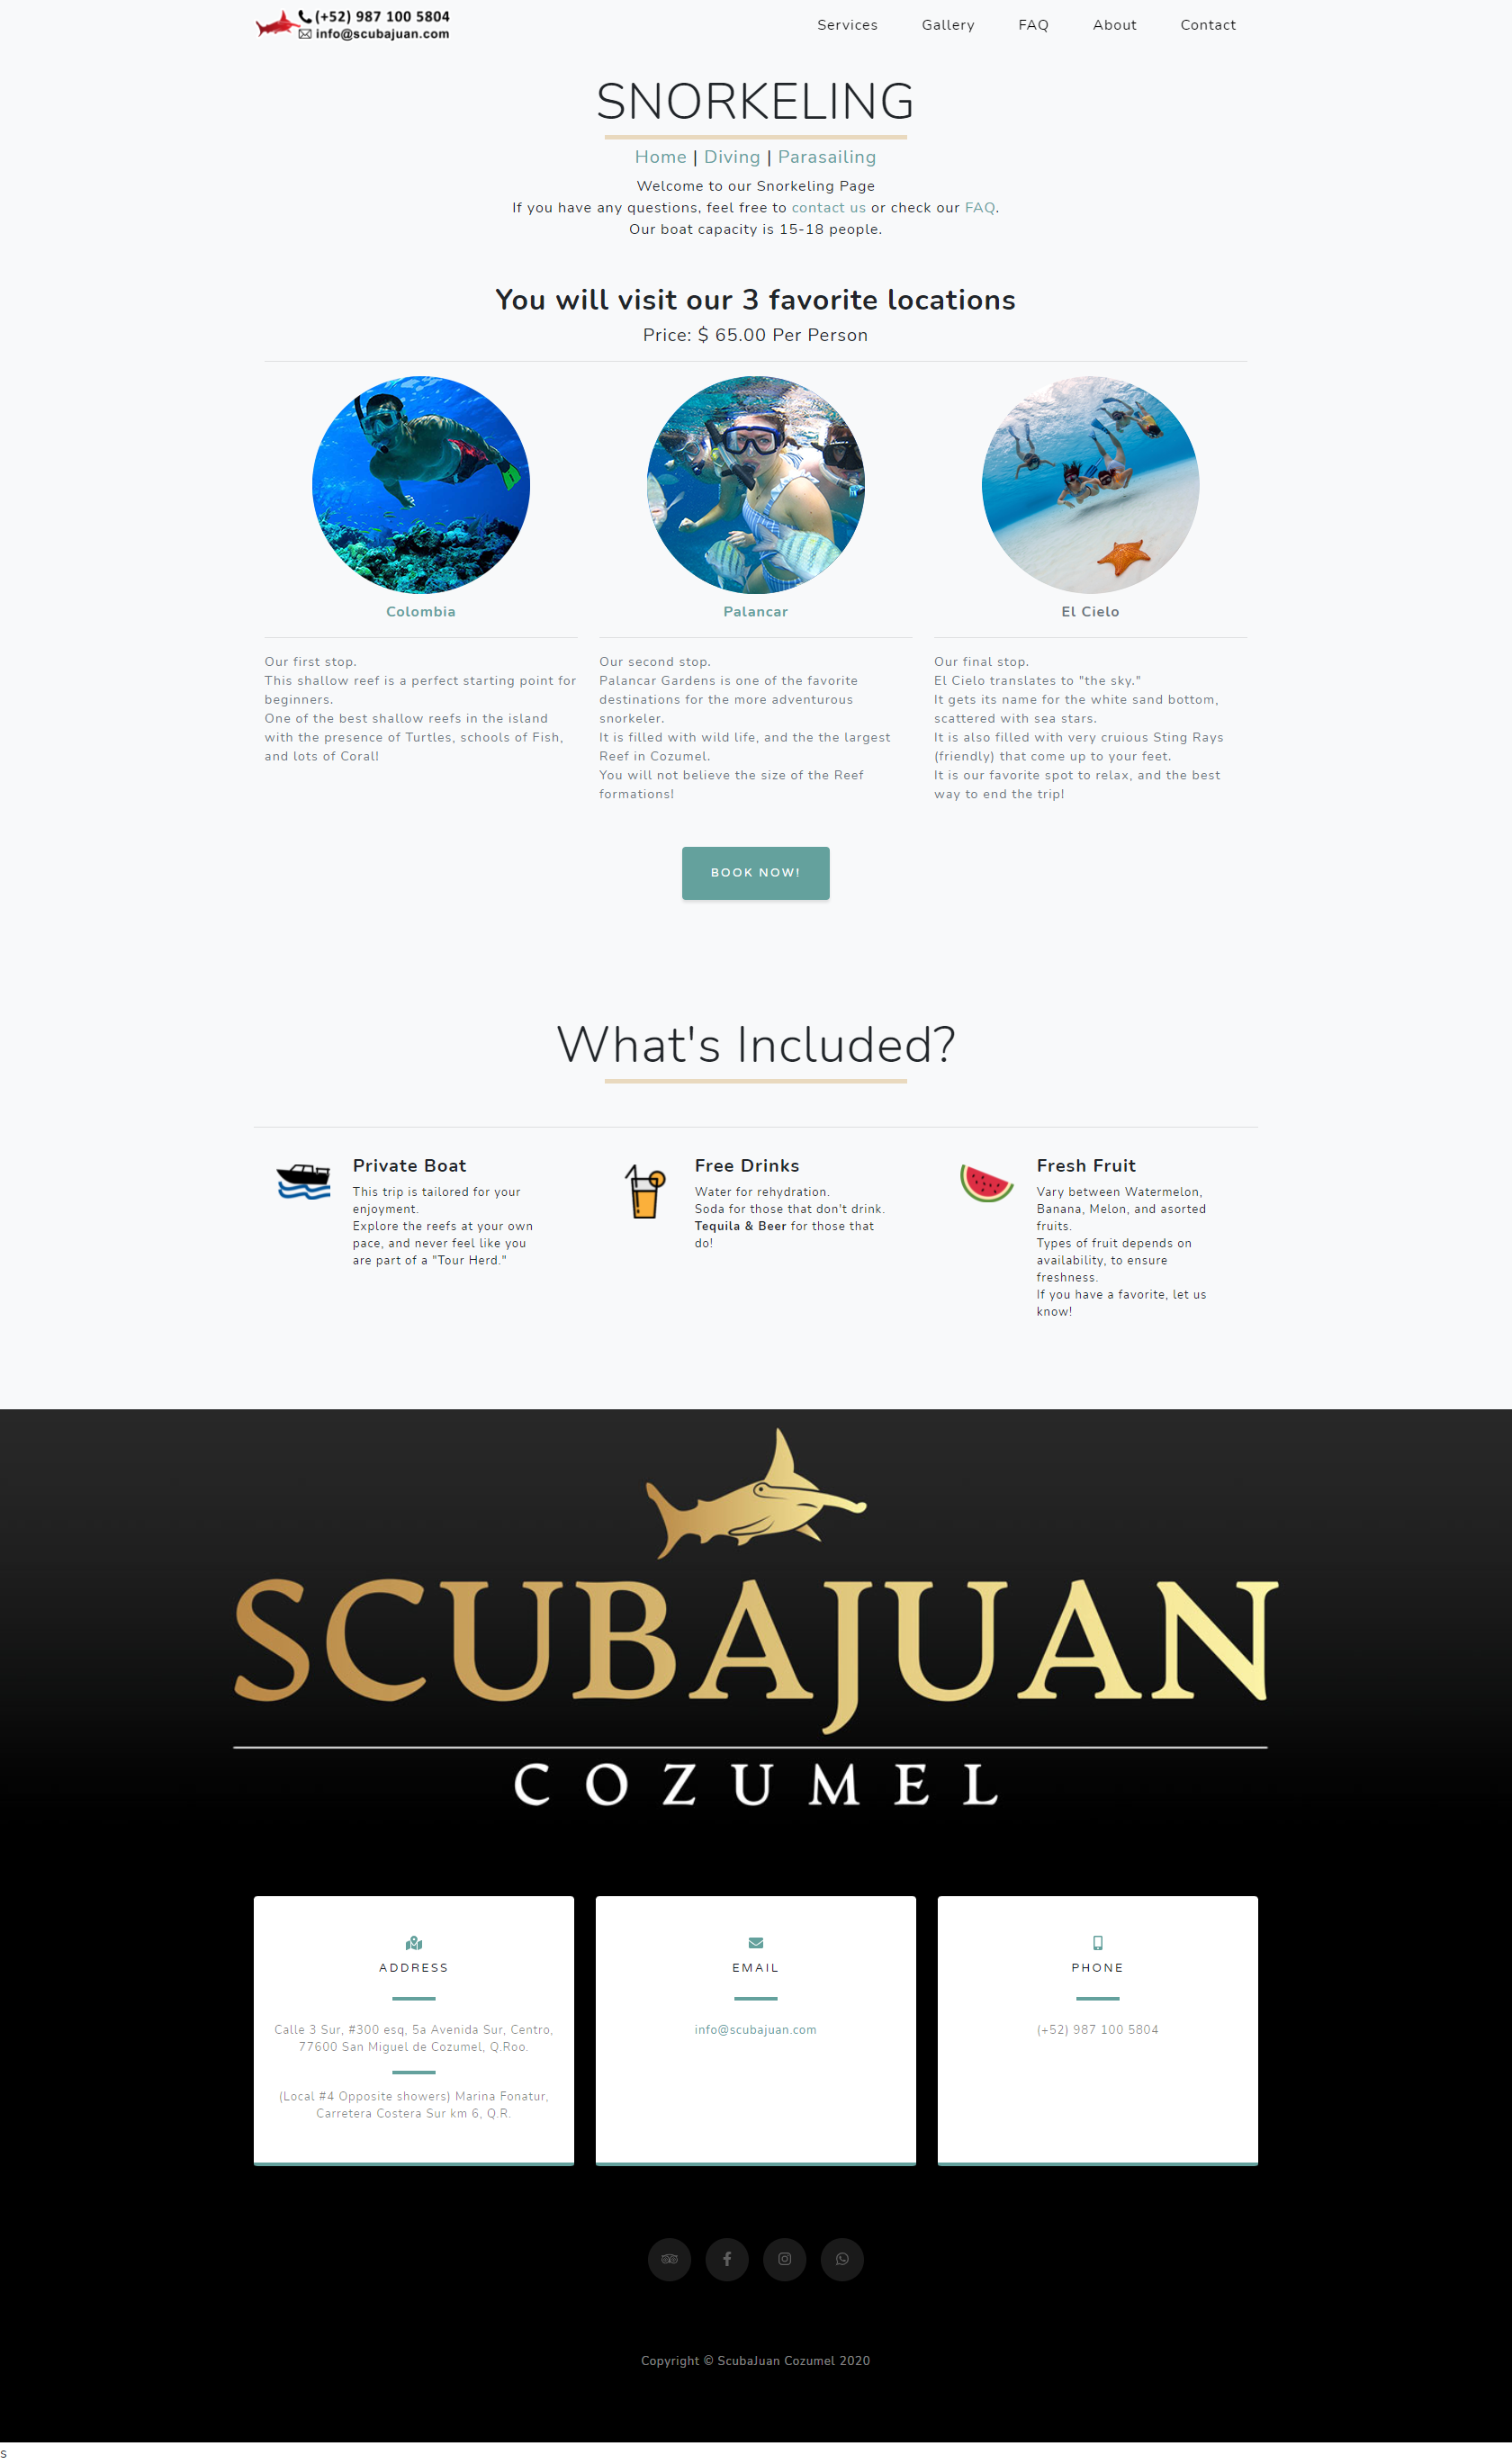 (+52) 987 100 5804
info@scubajuan.com
Services Gallery FAQ About Contact
SNORKELING
Home | Diving | Parasailing
Welcome to our Snorkeling Page
If you have any questions, feel free to contact us or check our FAQ.
Our boat capacity is 15-18 people.
You will visit our 3 favorite locations
Price: $ 65.00 Per Person
Colombia
Our first stop.
This shallow reef is a perfect starting point for
beginners.
One of the best shallow reefs in the island
with the presence of Turtles, schools of Fish,
and lots of Coral!
Palancar
Our second stop.
Palancar Gardens is one of the favorite
destinations for the more adventurous
snorkeler.
It is filled with wild life, and the the largest
Reef in Cozumel.
You will not believe the size of the Reef
formations!
El Cielo
Our final stop.
El Cielo translates to "the sky."
It gets its name for the white sand bottom,
scattered with sea stars.
It is also filled with very cruious Sting Rays
(friendly) that come up to your feet.
It is our favorite spot to relax, and the best
way to end the trip!
BOOK NOW!
What's Included?
Private Boat
This trip is tailored for your
enjoyment.
Explore the reefs at your own
pace, and never feel like you
are part of a "Tour Herd."
Free Drinks
Water for rehydration.
Soda for those that don't drink.
Tequila & Beer for those that
do!
Fresh Fruit
Vary between Watermelon,
Banana, Melon, and asorted
fruits.
Types of fruit depends on
availability, to ensure
freshness.
If you have a favorite, let us
know!
SCUBAJUAN
COZUMEL
ADDRESS
Calle 3 Sur, #300 esq, 5a Avenida Sur, Centro,
77600 San Miguel de Cozumel, Q.Roo.
(Local #4 Opposite showers) Marina Fonatur,
Carretera Costera Sur km 6, Q.R.
EMAIL
info@scubajuan.com
PHONE
(+52) 987 100 5804
Copyright © ScubaJuan Cozumel 2020
s